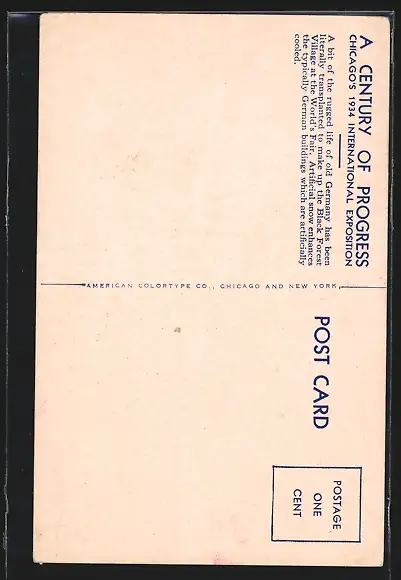 A CENTURY OF PROGRESS
CHICAGO'S 1934 INTERNATIONAL EXPOSITION
A bit of the rugged life of old Germany has been
literally transplanted to make up the Black Forest
Village at the World's Fair. Artificial snow enhances
the typically German buildings which are artificially
cooled.
AMERICAN COLORTYPE CO., CHICAGO AND NEW YORK
POST CARD
POSTAGE
ONE
CENT